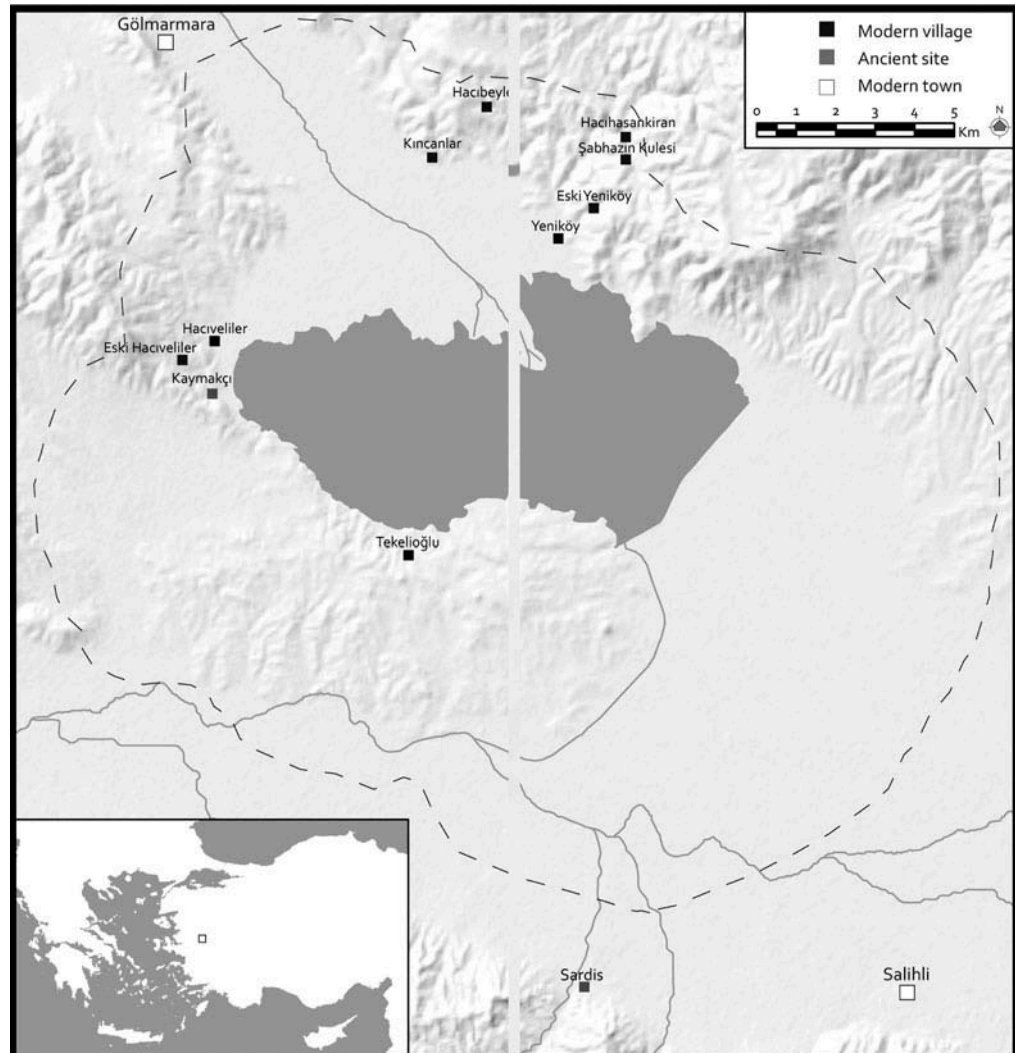 Gölmarmara
Modern village
Ancient site
Modern town
0 1 2 3 4 5
Km
N
Hacıbeyle
Hacıhasankiran
Kıncanlar
Şabhazın Kulesi
Eski Yeniköy
Yeniköy
Hacıveliler
Eski Hacıveliler
Kaymakçı
Tekelioğlu
Sardis
Salihli